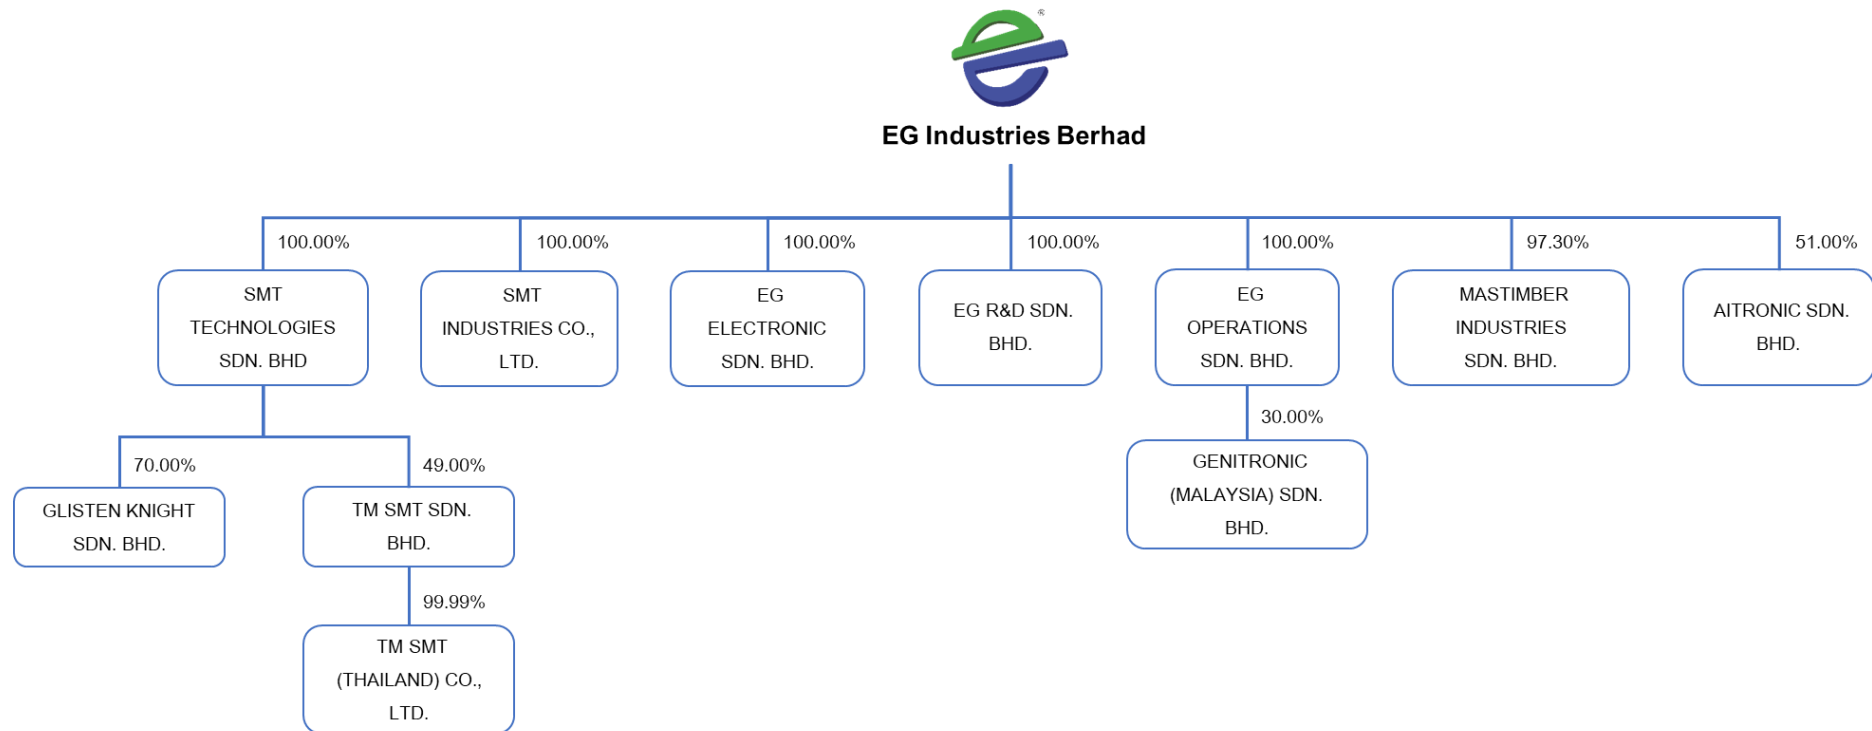 ®
EG Industries Berhad
100.00%
100.00%
100.00%
100.00%
100.00%
97.30%
51.00%
SMT
TECHNOLOGIES
SDN. BHD
SMT
INDUSTRIES CO.,
LTD.
EG
ELECTRONIC
SDN. BHD.
EG R&D SDN.
BHD.
EG
OPERATIONS
SDN. BHD.
MASTIMBER
INDUSTRIES
SDN. BHD.
AITRONIC SDN.
BHD.
70.00%
49.00%
30.00%
GLISTEN KNIGHT
SDN. BHD.
TM SMT SDN.
BHD.
GENITRONIC
(MALAYSIA) SDN.
BHD.
99.99%
TM SMT
(THAILAND) CO.,
LTD.